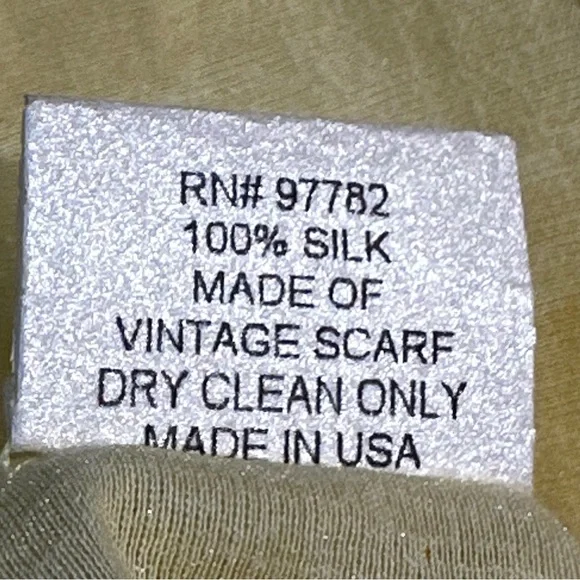 RN# 97782
100% SILK
MADE OF
VINTAGE SCARF
DRY CLEAN ONLY
MADE IN USA